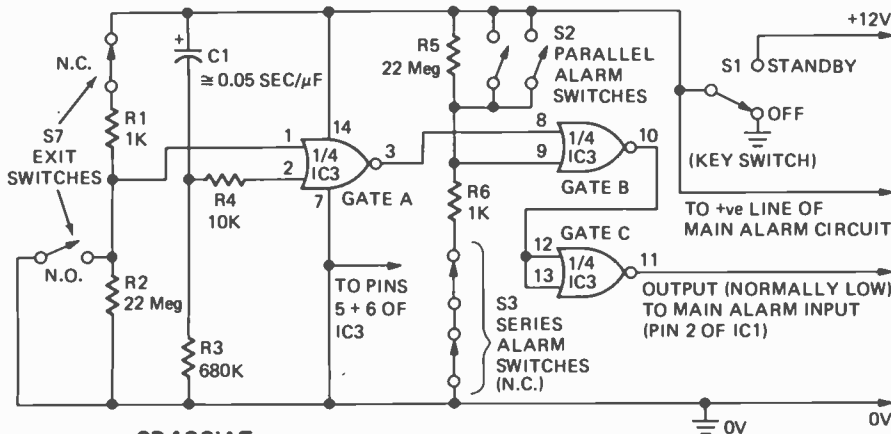 N.C.
S7
EXIT
SWITCHES
N.O.
R1
1K
R2
22 Meg
+
C1
≅ 0.05 SEC/µF
R4
10K
R3
680K
1
2
14
3
7
1/4
IC3
GATE A
TO PINS
5 + 6 OF
IC3
R5
22 Meg
S2
PARALLEL
ALARM
SWITCHES
R6
1K
S3
SERIES
ALARM
SWITCHES
(N.C.)
8
9
10
1/4
IC3
GATE B
GATE C
12
13
11
1/4
IC3
+12V
S1
STANDBY
OFF
(KEY SWITCH)
TO +ve LINE OF
MAIN ALARM CIRCUIT
OUTPUT (NORMALLY LOW)
TO MAIN ALARM INPUT
(PIN 2 OF IC1)
0V
0V